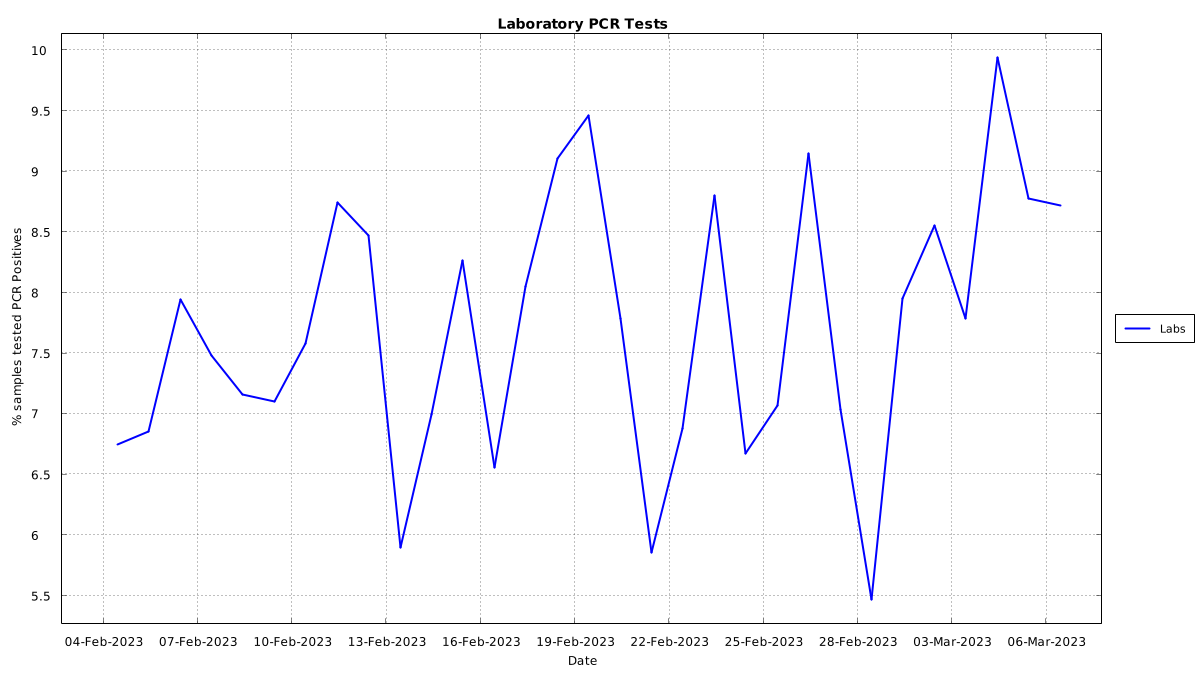 Laboratory PCR Tests
10
9.5
9
8.5
8
7.5
7
6.5
6
5.5
% samples tested PCR Positives
04-Feb-2023 07-Feb-2023 10-Feb-2023 13-Feb-2023 16-Feb-2023 19-Feb-2023 22-Feb-2023 25-Feb-2023 28-Feb-2023 03-Mar-2023 06-Mar-2023
Date
Labs